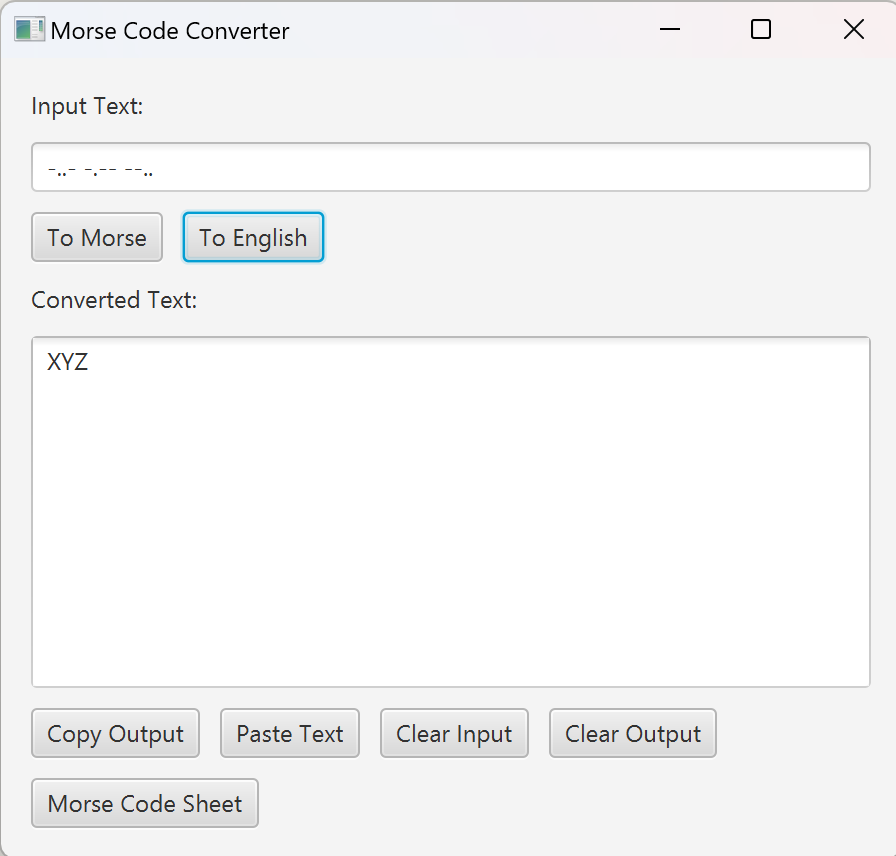 Morse Code Converter
Input Text:
-..- -.-- --..
To Morse To English
Converted Text:
XYZ
Copy Output Paste Text Clear Input Clear Output
Morse Code Sheet